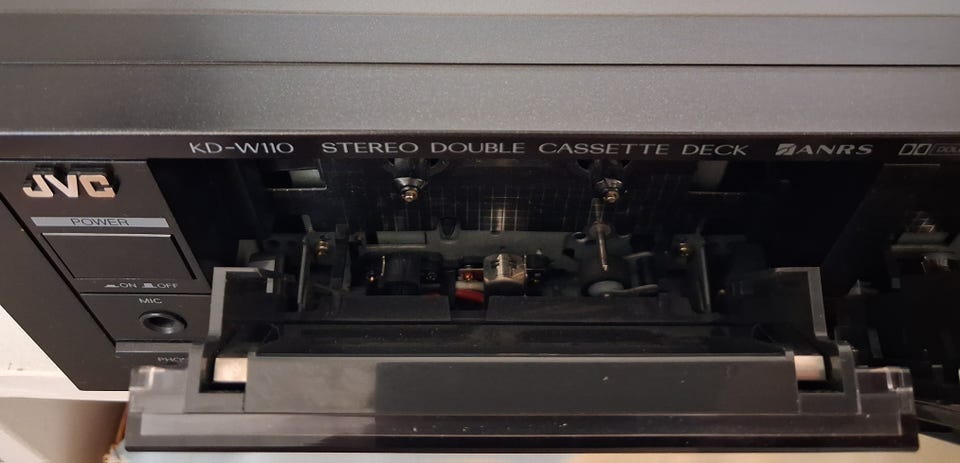 KD-W110 STEREO DOUBLE CASSETTE DECK ANRS
JVC
POWER
ON OFF
MIC